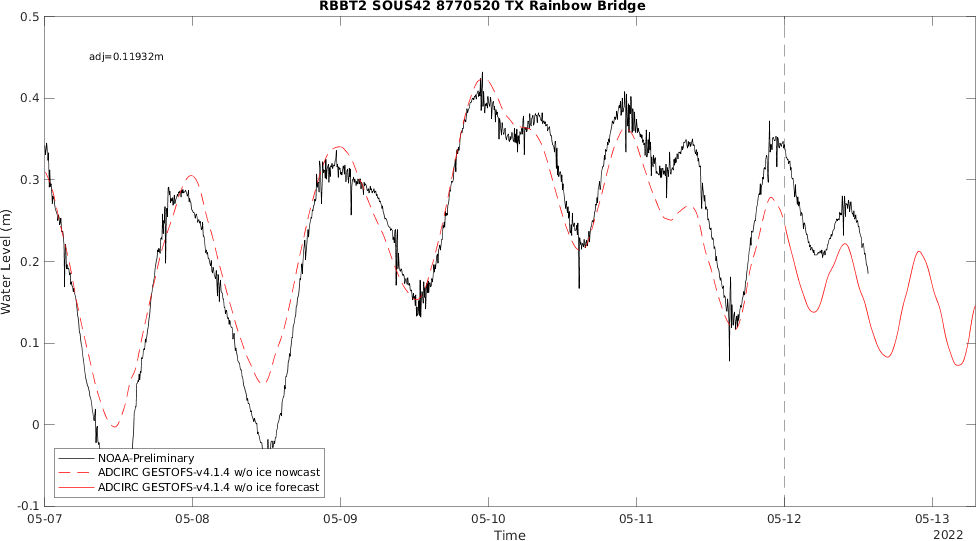 RBBT2 SOUS42 8770520 TX Rainbow Bridge
0.5
adj=0.11932m
0.4
0.3
Water Level (m)
0.2
0.1
0
NOAA-Preliminary
ADCIRC GESTOFS-v4.1.4 w/o ice nowcast
ADCIRC GESTOFS-v4.1.4 w/o ice forecast
-0.1
05-07 05-08 05-09 05-10 05-11 05-12 05-13
Time
2022